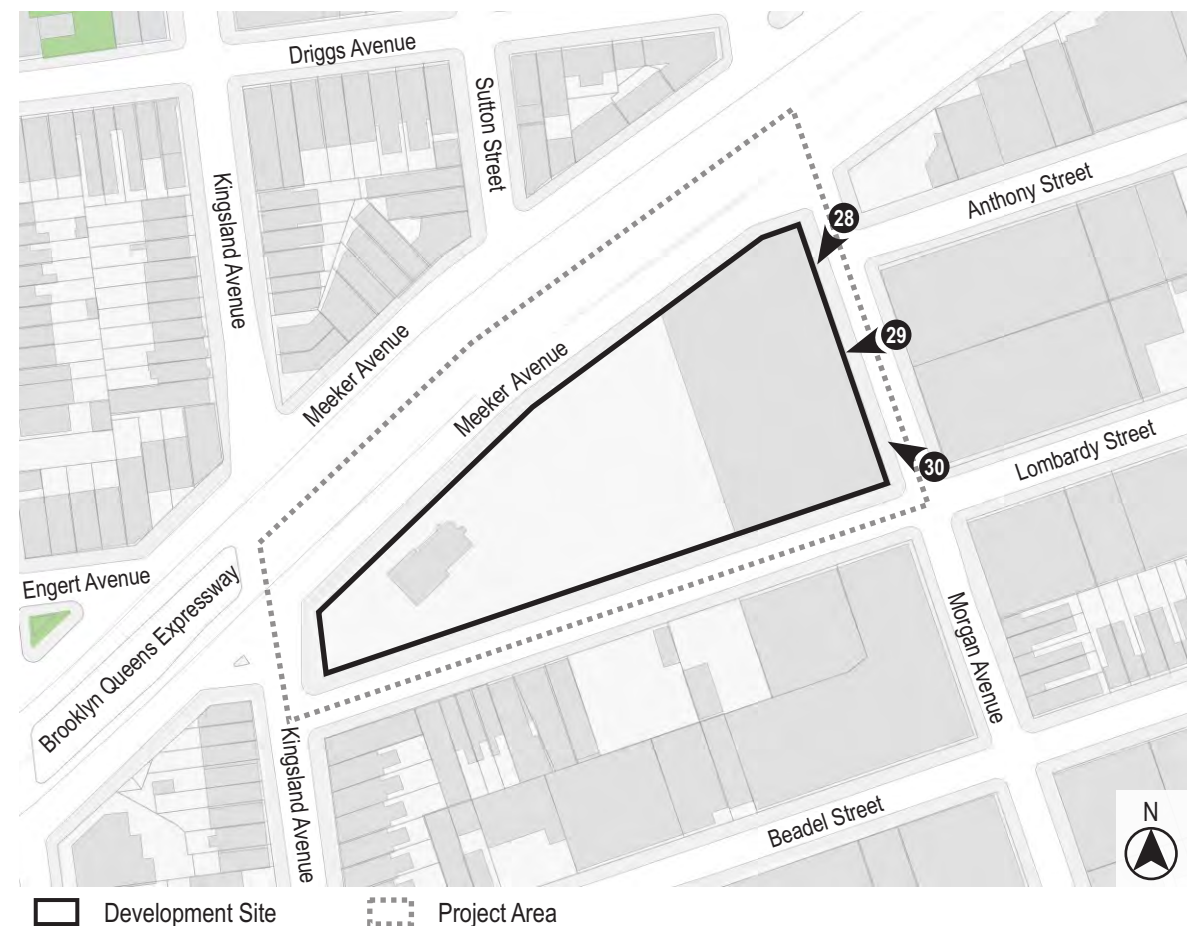 Driggs Avenue
Sutton Street
Kingsland Avenue
Anthony Street
28
29
Meeker Avenue
Meeker Avenue
30
Lombardy Street
Engert Avenue
Brooklyn Queens Expressway
Morgan Avenue
Kingsland Avenue
Beadel Street
N
Development Site
Project Area